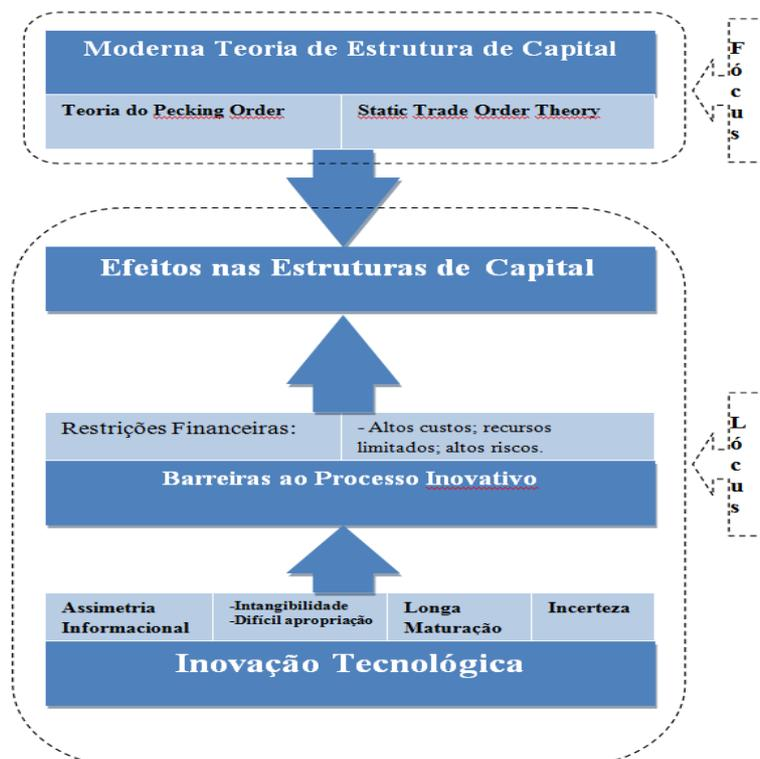 Moderna Teoria de Estrutura de Capital
Teoria do Pecking Order
Static Trade Order Theory
Fócus
Efeitos nas Estruturas de Capital
Restrições Financeiras:
- Altos custos; recursos
limitados; altos riscos.
Barreiras ao Processo Inovativo
Lócus
Assimetria
Informacional
-Intangibilidade
-Difícil apropriação
Longa
Maturação
Incerteza
Inovação Tecnológica